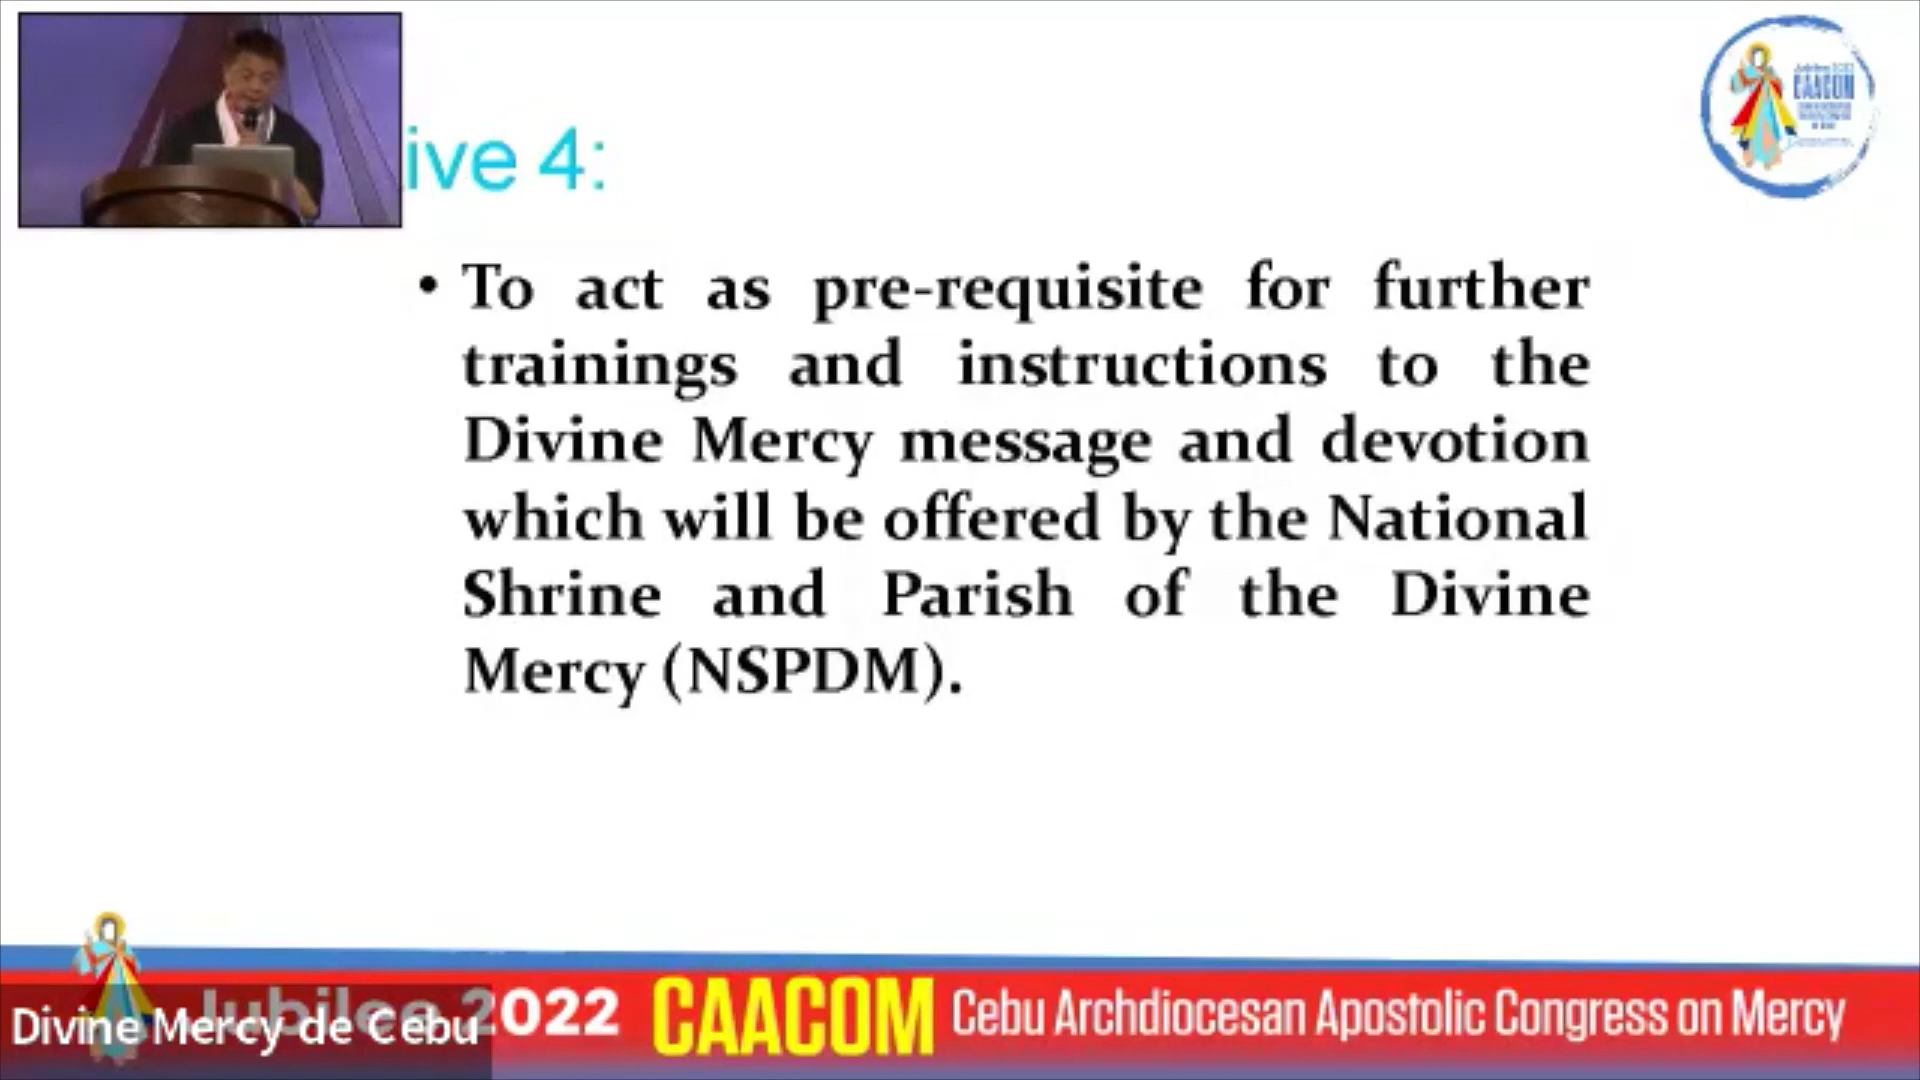 ive 4:
• To act as pre-requisite for further
trainings and instructions to the
Divine Mercy message and devotion
which will be offered by the National
Shrine and Parish of the Divine
Mercy (NSPDM).
CAACOM
Jubilee 2022 CAACOM Cebu Archdiocesan Apostolic Congress on Mercy
Divine Mercy de Cebu